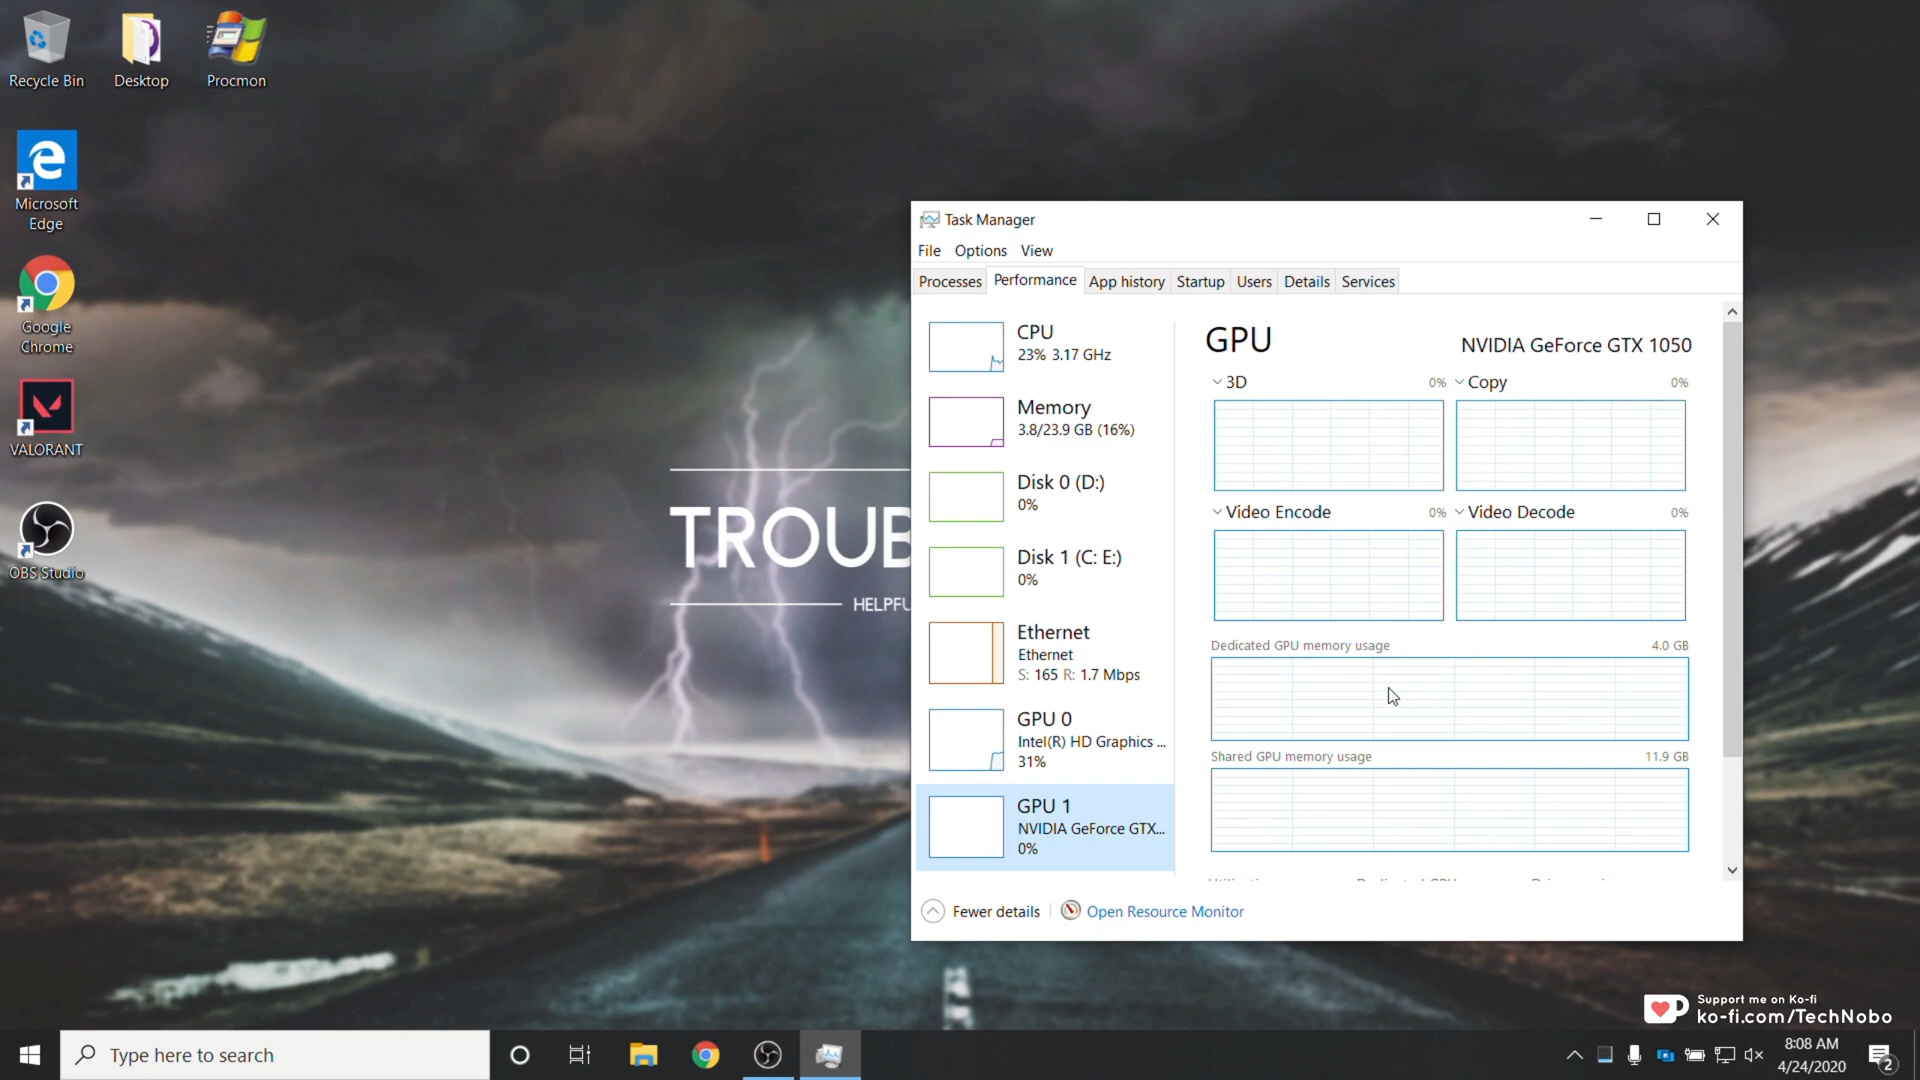 Recycle Bin
Desktop
Procmon
Microsoft
Edge
Google
Chrome
VALORANT
OBS Studio
TROUB
HELPFU
Task Manager
File Options View
Processes Performance App history Startup Users Details Services
CPU
23% 3.17 GHz
Memory
3.8/23.9 GB (16%)
Disk 0 (D:)
0%
Disk 1 (C: E:)
0%
Ethernet
Ethernet
S: 165 R: 1.7 Mbps
GPU 0
Intel(R) HD Graphics ...
31%
GPU 1
NVIDIA GeForce GTX...
0%
GPU
NVIDIA GeForce GTX 1050
3D 0% Copy 0%
Video Encode 0% Video Decode 0%
Dedicated GPU memory usage 4.0 GB
Shared GPU memory usage 11.9 GB
Fewer details Open Resource Monitor
Support me on Ko-fi
ko-fi.com/TechNobo
Type here to search
8:08 AM
4/24/2020
2